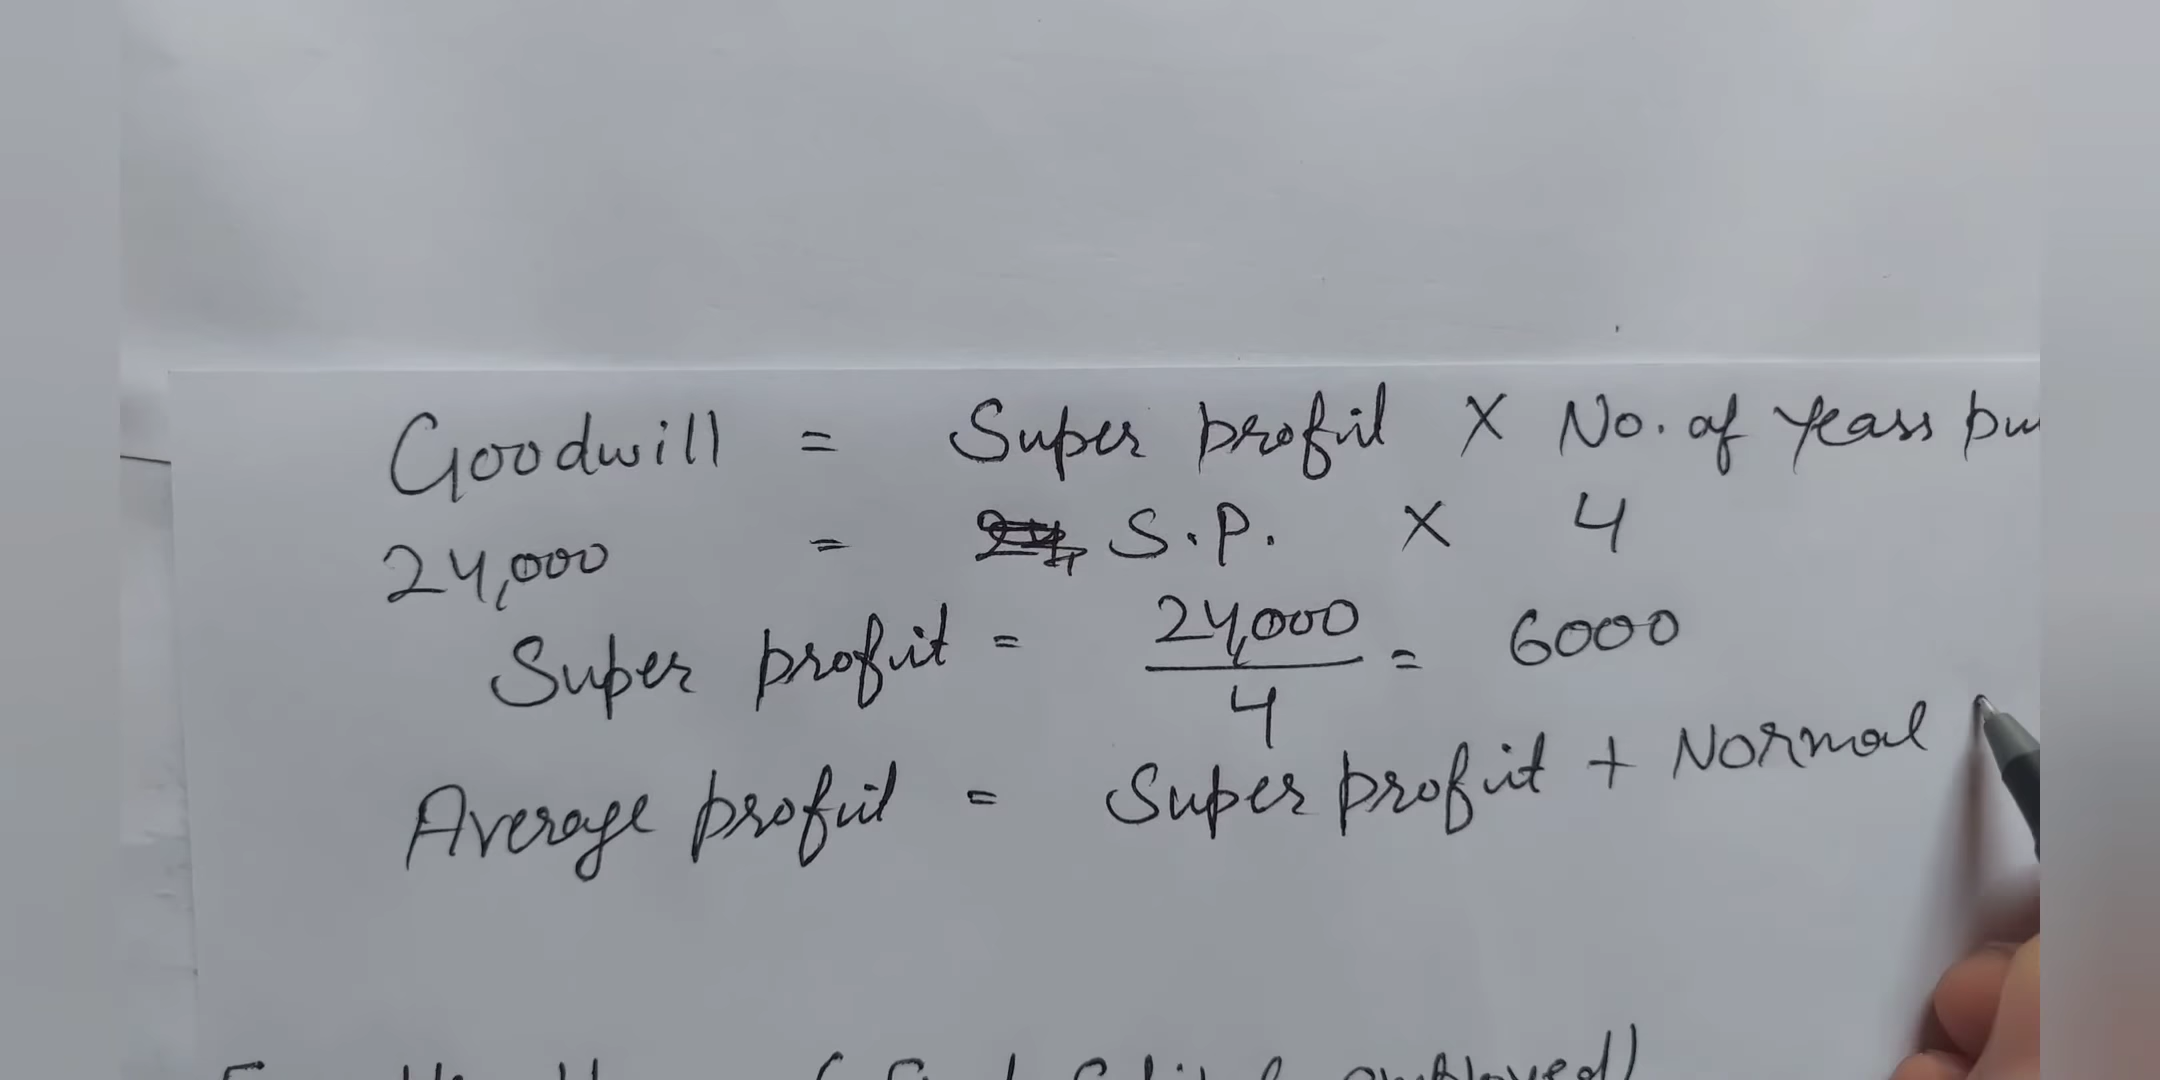 Goodwill = Super profit X No. of Years pu
24,000 = S.P. X 4
Super profit = 24,000 / 4 = 6000
Average profit = Super profit + Normal